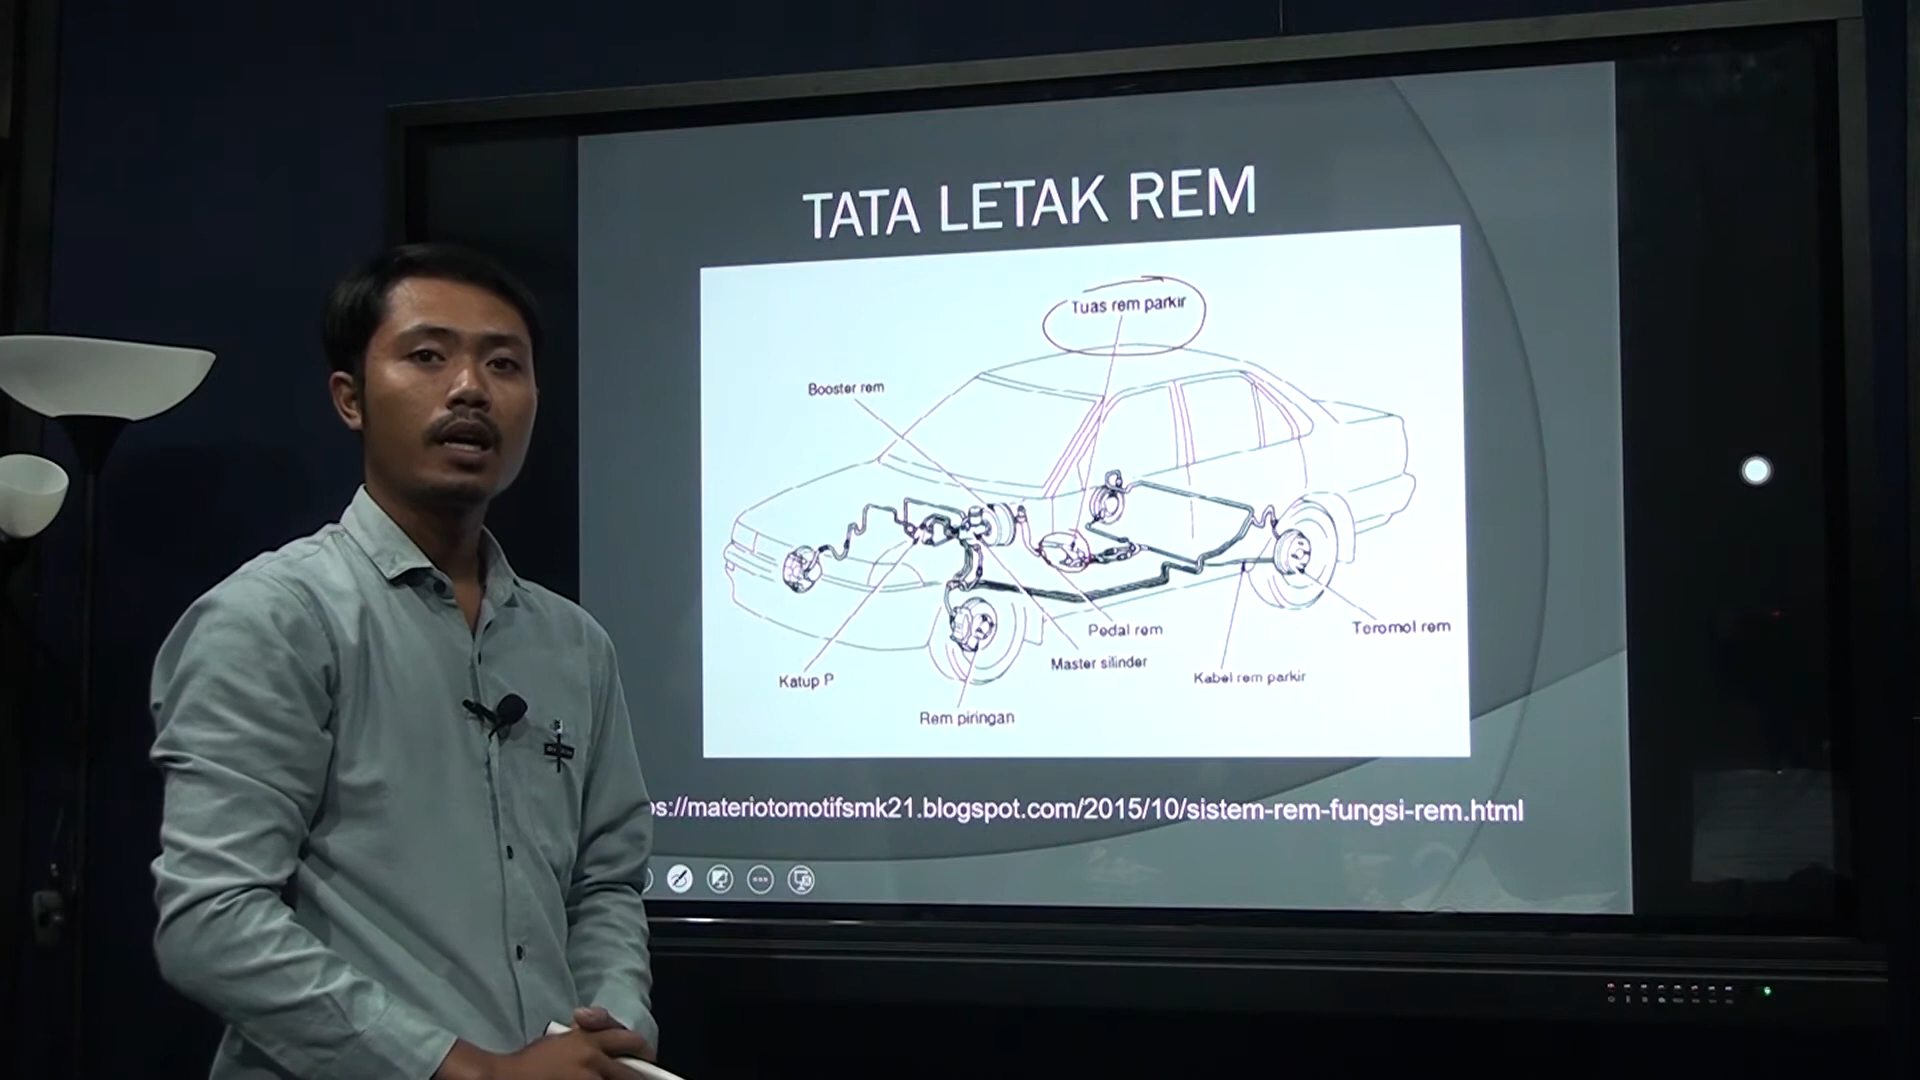 TATA LETAK REM
Tuas rem parkir
Booster rem
Pedal rem
Teromol rem
Master silinder
Katup P
Kabel rem parkir
Rem piringan
ps://materiotomotifsmk21.blogspot.com/2015/10/sistem-rem-fungsi-rem.html